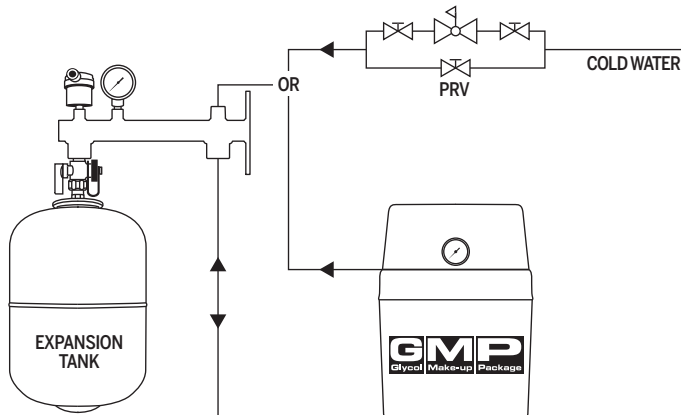 COLD WATER
OR
PRV
EXPANSION
TANK
GMP
Glycol Make-up Package